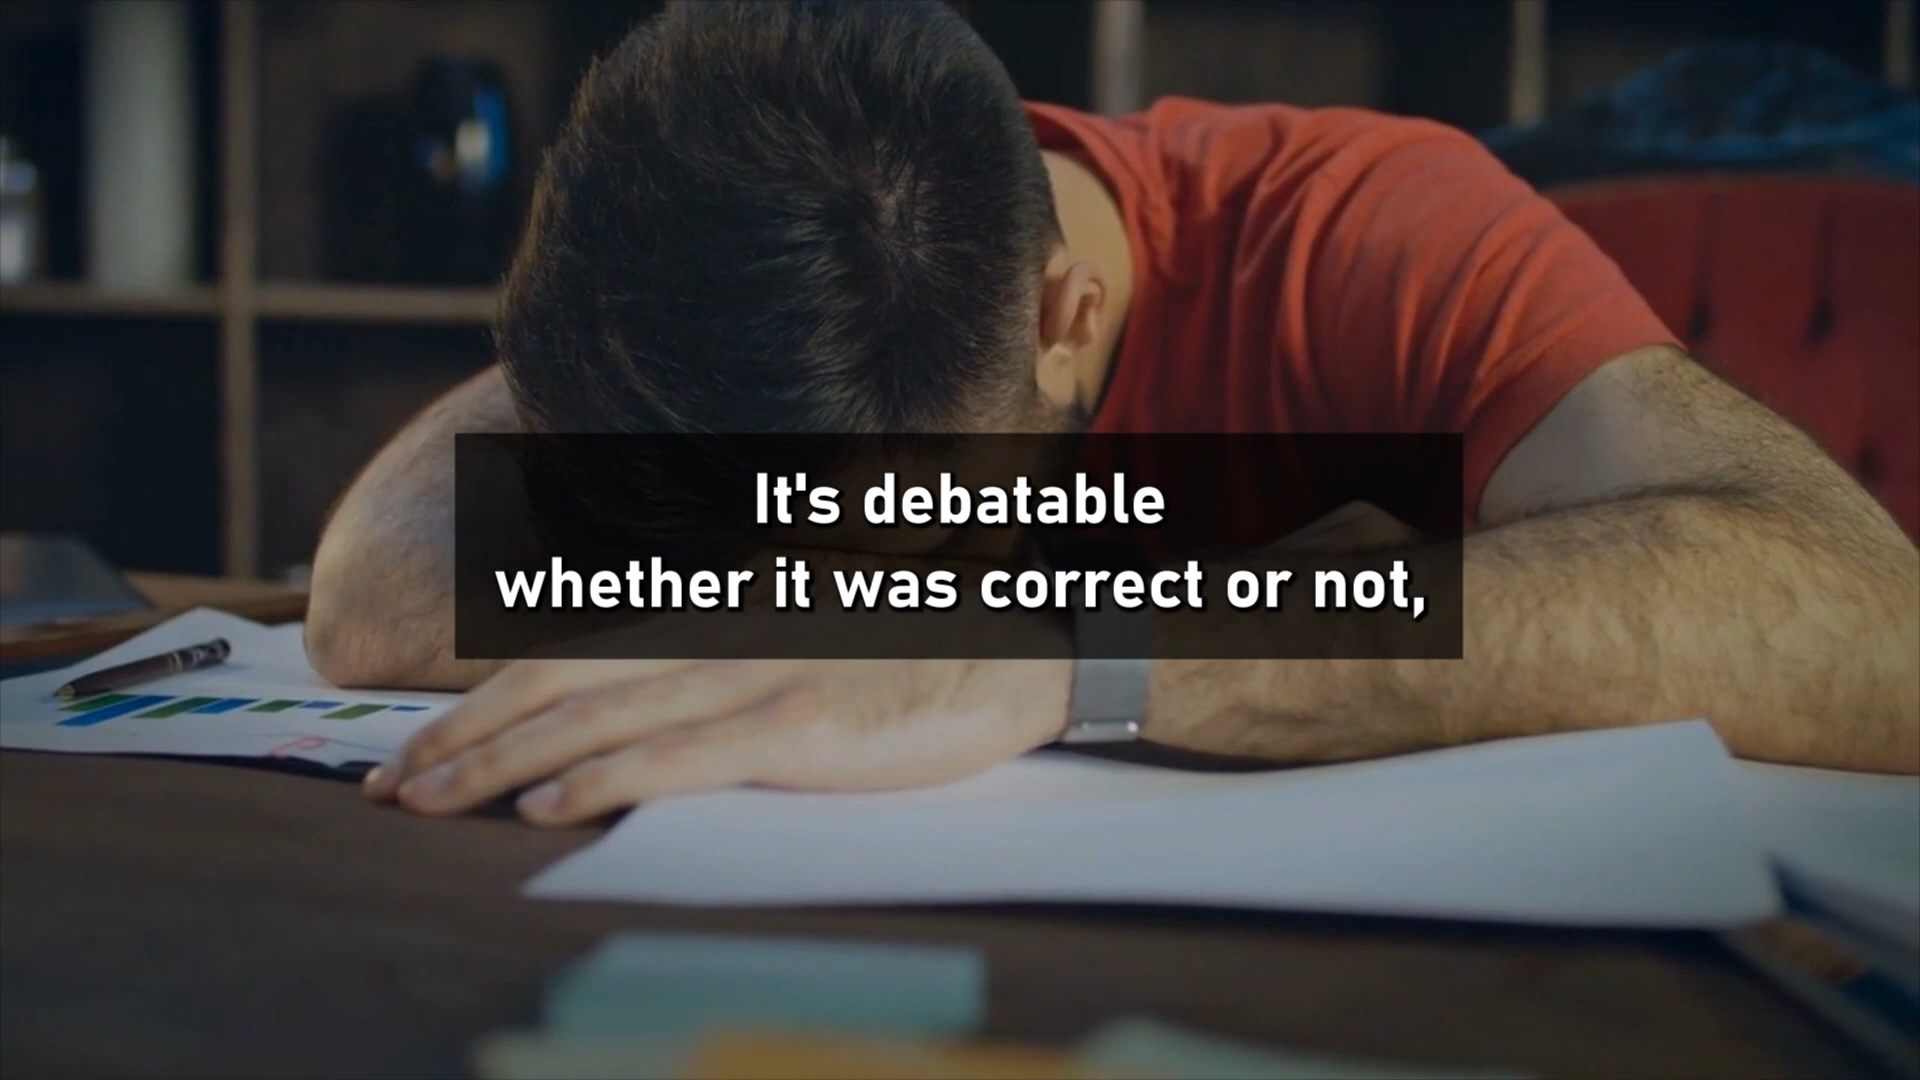 It's debatable
whether it was correct or not,